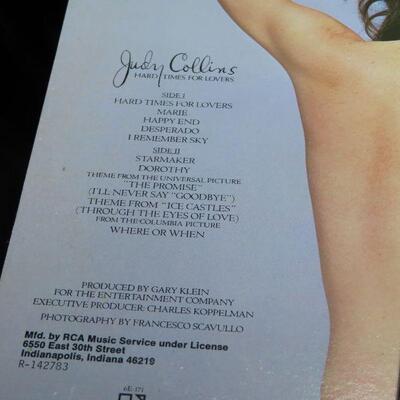 Judy Collins
HARD TIMES FOR LOVERS
SIDE I
HARD TIMES FOR LOVERS
MARIE
HAPPY END
DESPERADO
I REMEMBER SKY
SIDE II
STARMAKER
DOROTHY
THEME FROM THE UNIVERSAL PICTURE
"THE PROMISE"
(I'LL NEVER SAY "GOODBYE")
THEME FROM "ICE CASTLES"
(THROUGH THE EYES OF LOVE)
FROM THE COLUMBIA PICTURE
WHERE OR WHEN
PRODUCED BY GARY KLEIN
FOR THE ENTERTAINMENT COMPANY
EXECUTIVE PRODUCER: CHARLES KOPPELMAN
PHOTOGRAPHY BY FRANCESCO SCAVULLO
Mfd. by RCA Music Service under License
6550 East 30th Street
Indianapolis, Indiana 46219
R-142783
6E-171